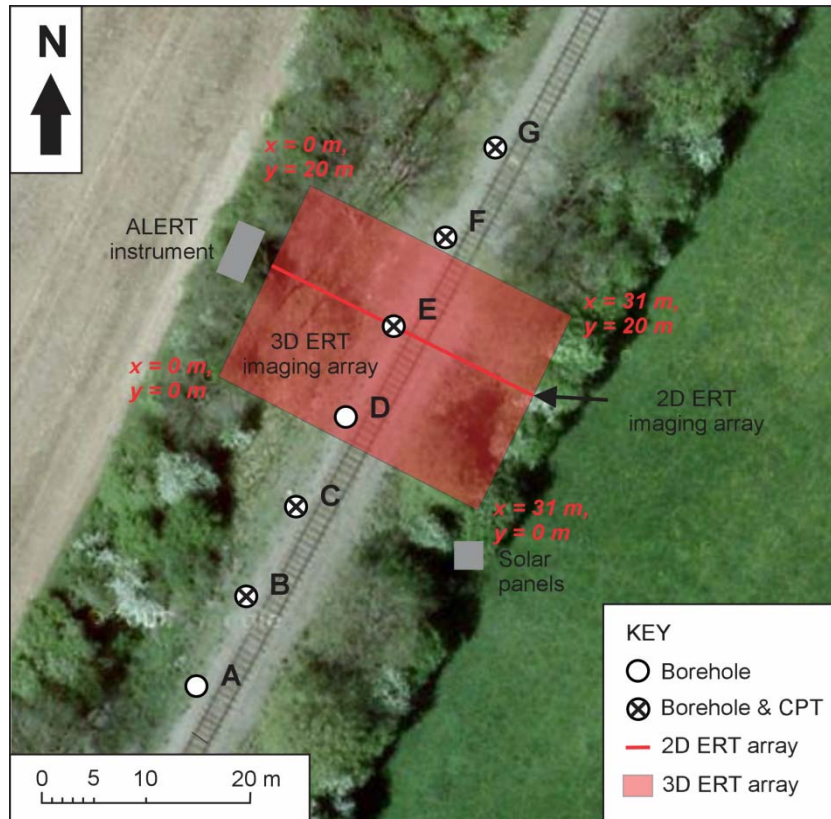 N
G
x = 0 m,
y = 20 m
F
ALERT
instrument
E
x = 31 m,
y = 20 m
3D ERT
imaging array
x = 0 m,
y = 0 m
D
2D ERT
imaging array
C
x = 31 m,
y = 0 m
Solar
panels
B
A
KEY
Borehole
Borehole & CPT
2D ERT array
3D ERT array
0 5 10 20 m